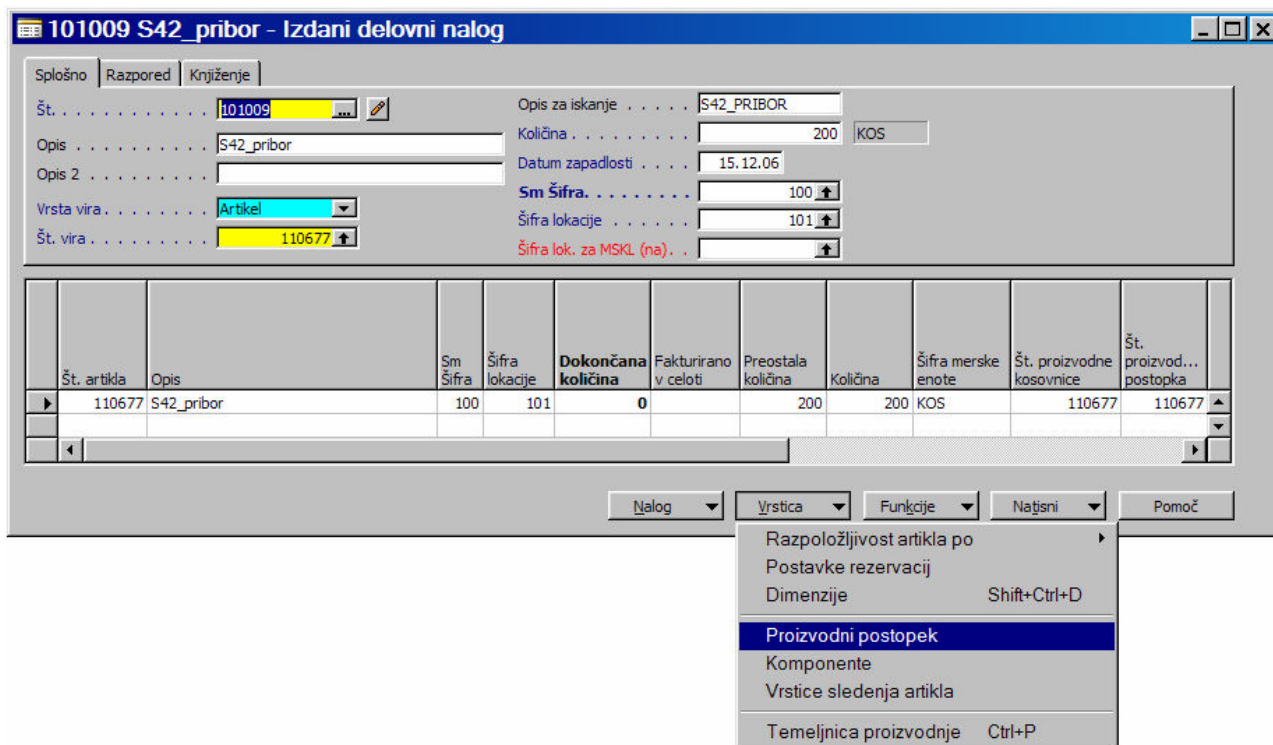 101009 S42_pribor - Izdani delovni nalog
Splošno Razpored Knjiženje
Št. . . . . . . . . . . . . 101009 ...
Opis . . . . . . . . . . S42_pribor
Opis 2 . . . . . . . . .
Vrsta vira. . . . . . . . Artikel
Št. vira . . . . . . . . . . 110677
Opis za iskanje . . . . . S42_PRIBOR
Količina . . . . . . . . . 200 KOS
Datum zapadlosti . . . . 15.12.06
Sm Šifra. . . . . . . . . 100
Šifra lokacije . . . . . . 101
Šifra lok. za MSKL (na). .
Št. artikla Opis Sm Šifra Šifra lokacije Dokončana količina Fakturirano v celoti Preostala količina Količina Šifra merske enote Št. proizvodne kosovnice Št. proizvod... postopka
110677 S42_pribor 100 101 0 200 200 KOS 110677 110677
Nalog Vrstica Funkcije Natisni Pomoč
Razpoložljivost artikla po
Postavke rezervacij
Dimenzije Shift+Ctrl+D
Proizvodni postopek
Komponente
Vrstice sledenja artikla
Temeljnica proizvodnje Ctrl+P